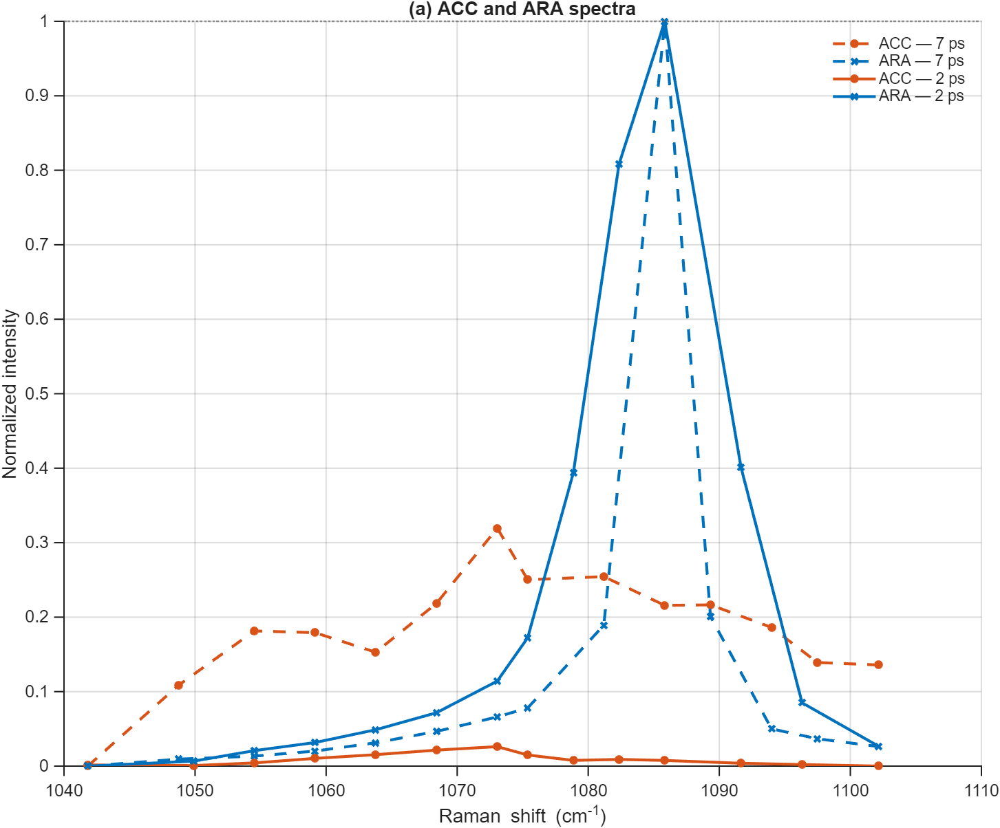 (a) ACC and ARA spectra
ACC — 7 ps
ARA — 7 ps
ACC — 2 ps
ARA — 2 ps
Normalized intensity
1
0.9
0.8
0.7
0.6
0.5
0.4
0.3
0.2
0.1
0
1040 1050 1060 1070 1080 1090 1100 1110
Raman shift (cm⁻¹)